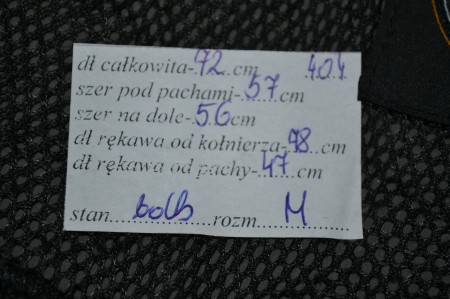 dł całkowita-.72..cm 404
szer pod pachami-.57.cm
szer na dole-.56cm
dł rękawa od kołnierza-78..cm
dł rękawa od pachy-.47...cm
stan..............rozm....M..........